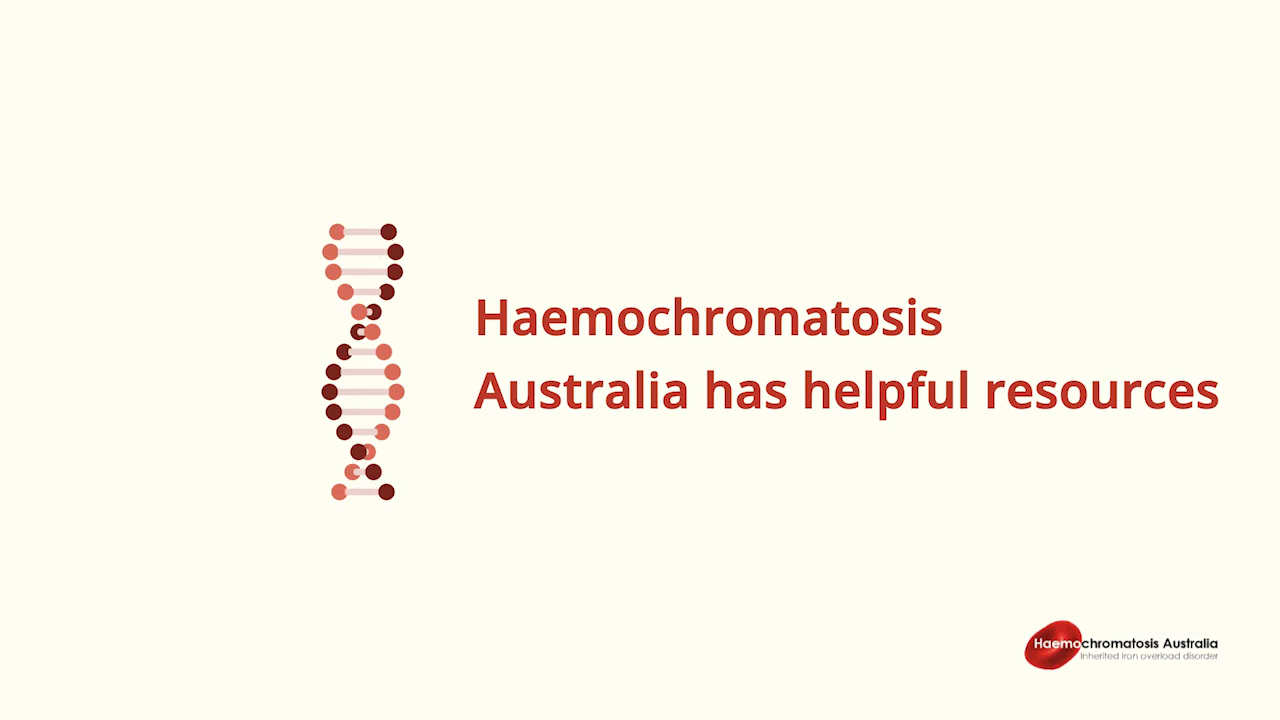 Haemochromatosis
Australia has helpful resources
Haemochromatosis Australia
Inherited iron overload disorder